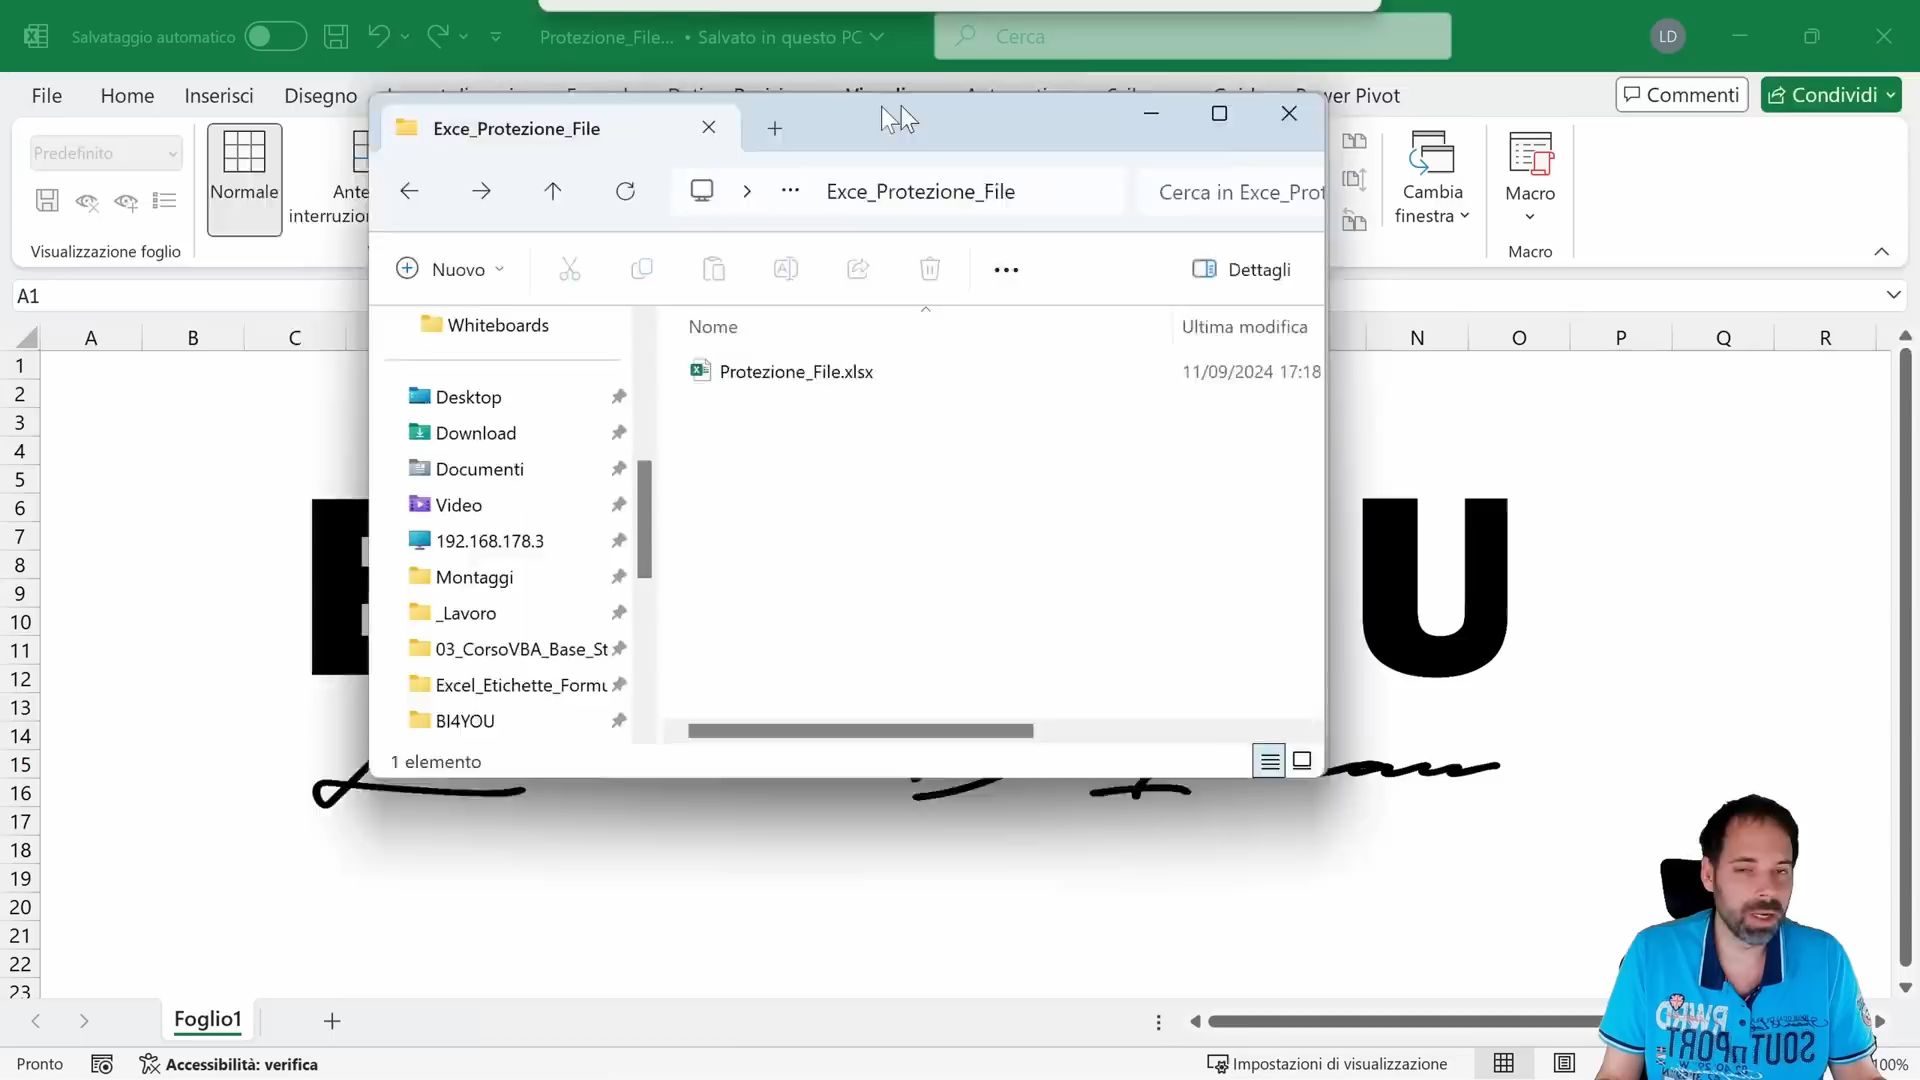 Salvataggio automatico
Protezione_File... • Salvato in questo PC
Cerca
LD
File Home Inserisci Disegno
Power Pivot
Commenti
Condividi
Predefinito
Normale
Visualizzazione foglio
Cambia
finestra
Macro
Macro
A1
A B C N O P Q R
1
2
3
4
5
6
7
8
9
10
11
12
13
14
15
16
17
18
19
20
21
22
23
Exce_Protezione_File
Exce_Protezione_File
Cerca in Exce_Prot
Nuovo
Dettagli
Nome
Ultima modifica
Protezione_File.xlsx
11/09/2024 17:18
Whiteboards
Desktop
Download
Documenti
Video
192.168.178.3
Montaggi
_Lavoro
03_CorsoVBA_Base_St
Excel_Etichette_Formu
BI4YOU
1 elemento
U
Foglio1
Pronto
Accessibilità: verifica
Impostazioni di visualizzazione
100%